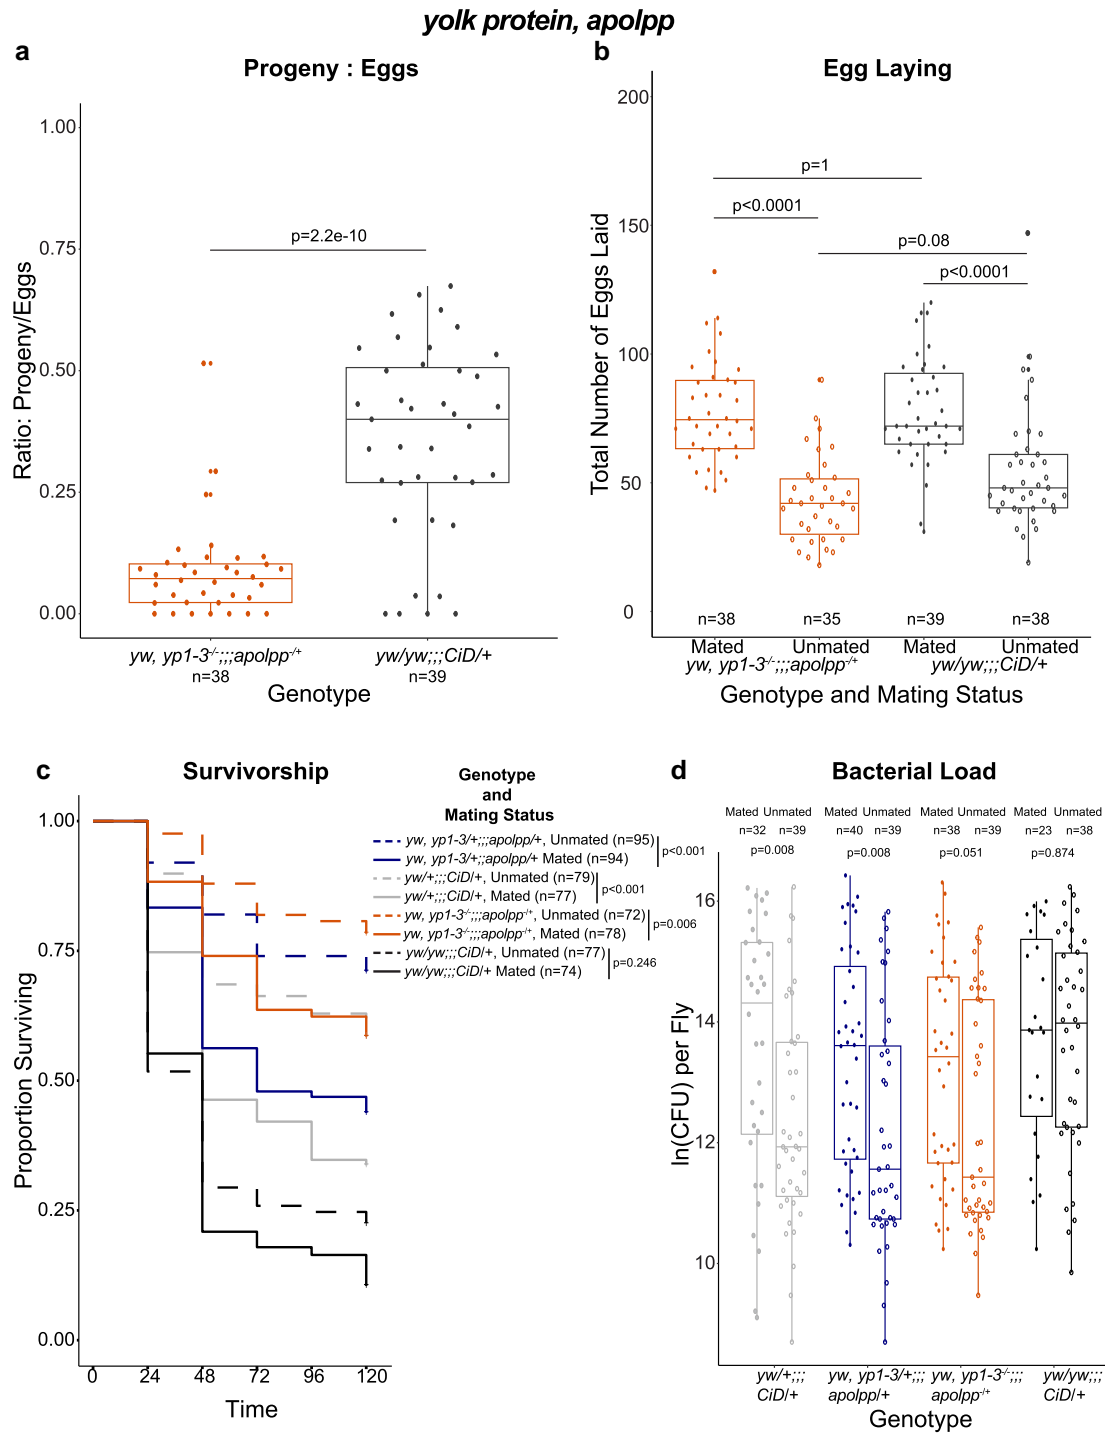 yolk protein, apolpp
a
Progeny : Eggs
Ratio: Progeny/Eggs
1.00
0.75
0.50
0.25
0.00
p=2.2e-10
yw, yp1-3-/-;;;apolpp-/+
n=38
yw/yw;;;CiD/+
n=39
Genotype
b
Egg Laying
Total Number of Eggs Laid
200
150
100
50
0
p=1
p<0.0001
p=0.08
p<0.0001
n=38 n=35 n=39 n=38
Mated Unmated Mated Unmated
yw, yp1-3-/-;;;apolpp-/+ yw/yw;;;CiD/+
Genotype and Mating Status
c
Survivorship
Proportion Surviving
1.00
0.75
0.50
0.25
0.00
0 24 48 72 96 120
Time
Genotype
and
Mating Status
yw, yp1-3/+;;;apolpp/+, Unmated (n=95)
yw, yp1-3/+;;apolpp/+ Mated (n=94)
p<0.001
yw/+;;;CiD/+, Unmated (n=79)
yw/+;;;CiD/+, Mated (n=77)
p<0.001
yw, yp1-3-/-;;;apolpp-/+, Unmated (n=72)
yw, yp1-3-/-;;;apolpp-/+, Mated (n=78)
p=0.006
yw/yw;;;CiD/+, Unmated (n=77)
yw/yw;;;CiD/+ Mated (n=74)
p=0.246
d
Bacterial Load
Mated Unmated Mated Unmated Mated Unmated Mated Unmated
n=32 n=39 n=40 n=39 n=38 n=39 n=23 n=38
p=0.008 p=0.008 p=0.051 p=0.874
ln(CFU) per Fly
16
14
12
10
yw/+;;; yw, yp1-3/+;;; yw, yp1-3-/-;;; yw/yw;;;
CiD/+ apolpp/+ apolpp-/+ CiD/+
Genotype